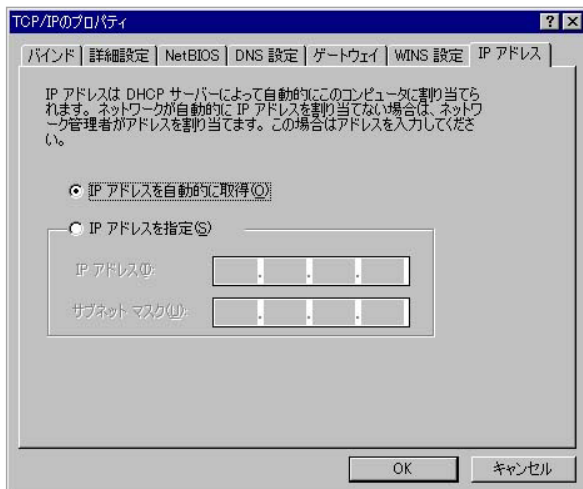 TCP/IPのプロパティ
バインド 詳細設定 NetBIOS DNS 設定 ゲートウェイ WINS 設定 IP アドレス
IP アドレスは DHCP サーバーによって自動的にこのコンピュータに割り当てら
れます。ネットワークが自動的に IP アドレスを割り当てない場合は、ネットワ
ーク管理者がアドレスを割り当てます。この場合はアドレスを入力してくださ
い。
IP アドレスを自動的に取得(O)
IP アドレスを指定(S)
IP アドレス(I):
サブネット マスク(U):
OK キャンセル